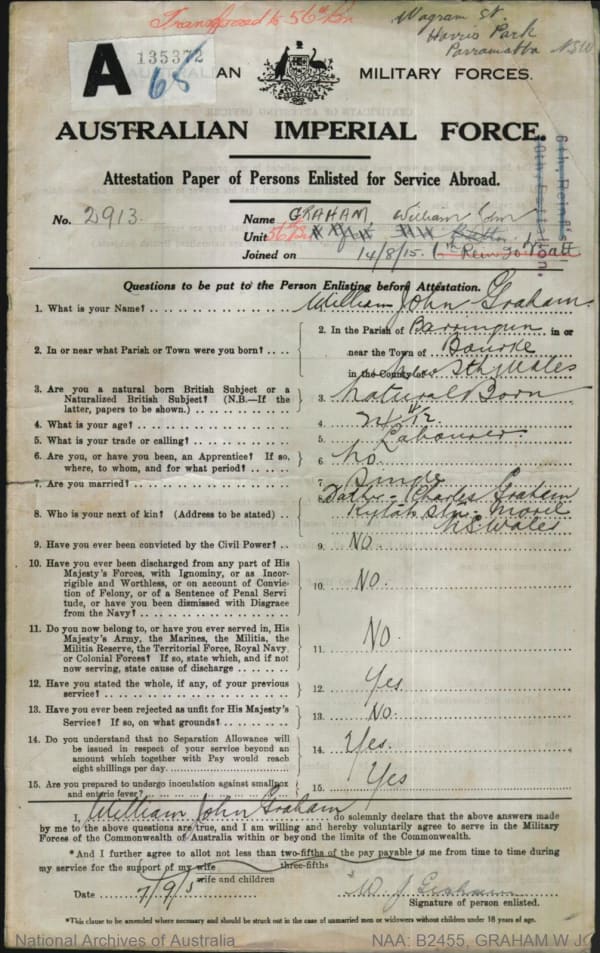 Transferred to 56th Bn
Wagram St.
Harris Park
Parramatta NSW
A 135372
68
AUSTRALIAN MILITARY FORCES.
AUSTRALIAN IMPERIAL FORCE.
Attestation Paper of Persons Enlisted for Service Abroad.
No. 2913.
Name GRAHAM, William John
Unit
Joined on 14/8/15.
Questions to be put to the Person Enlisting before Attestation.
1. What is your Name? William John Graham.
2. In or near what Parish or Town were you born?
2. In the Parish of Barringun in or
near the Town of Bourke
in the County of New Sth Wales
3. Are you a natural born British Subject or a
Naturalized British Subject? (N.B.—If the
latter, papers to be shown.)
3. Natural Born
4. What is your age?
4.
5. What is your trade or calling?
5. Labourer.
6. Are you, or have you been, an Apprentice? If so,
where, to whom, and for what period?
6. No.
7. Are you married?
7. Single
8. Who is your next of kin? (Address to be stated)
8. Father - Charles Graham
Stn
N S Wales
9. Have you ever been convicted by the Civil Power?
9. NO.
10. Have you ever been discharged from any part of His
Majesty's Forces, with Ignominy, or as Incor-
rigible and Worthless, or on account of Convic-
tion of Felony, or of a Sentence of Penal Servi
tude, or have you been dismissed with Disgrace
from the Navy?
10. NO.
11. Do you now belong to, or have you ever served in, His
Majesty's Army, the Marines, the Militia, the
Militia Reserve, the Territorial Force, Royal Navy
or Colonial Forces? If so, state which, and if not
now serving, state cause of discharge
11. NO.
12. Have you stated the whole, if any, of your previous
service?
12. Yes
13. Have you ever been rejected as unfit for His Majesty's
Service? If so, on what grounds?
13. No.
14. Do you understand that no Separation Allowance will
be issued in respect of your service beyond an
amount which together with Pay would reach
eight shillings per day.
14. Yes.
15. Are you prepared to undergo inoculation against smallpox
and enteric fever?
15. Yes
I, William John Graham do solemnly declare that the above answers made
by me to the above questions are true, and I am willing and hereby voluntarily agree to serve in the Military
Forces of the Commonwealth of Australia within or beyond the limits of the Commonwealth.
*And I further agree to allot not less than two-fifths of the pay payable to me from time to time during
three-fifths
my service for the support of my wife
wife and children
Date 7/9/5
W J Graham
Signature of person enlisted.
*This clause to be amended where necessary and should be struck out in the case of unmarried men or widowers without children under 18 years of age.
National Archives of Australia
NAA: B2455, GRAHAM W JO